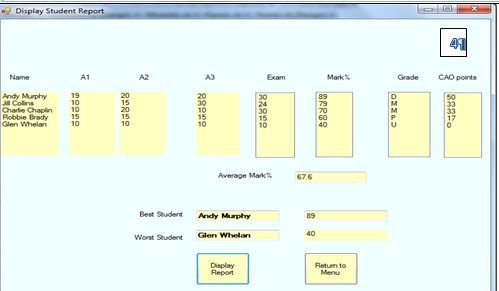 Display Student Report
4¶
Name A1 A2 A3 Exam Mark% Grade CAO points
Andy Murphy 19 20 20 30 89 D 50
Jill Collins 10 15 30 24 79 M 33
Charlie Chaplin 10 20 10 30 70 M 33
Robbie Brady 15 15 15 15 60 P 17
Glen Whelan 10 10 10 10 40 U 0
Average Mark% 67.6
Best Student Andy Murphy 89
Worst Student Glen Whelan 40
Display Return to
Report Menu